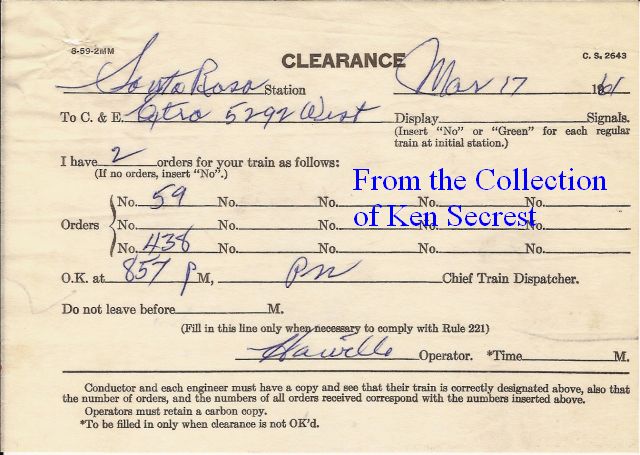 8-59-2MM
CLEARANCE
C. S. 2643
Santa Rosa Station Mar 17 1961
To C. & E. Extra 5292 West Display Signals.
(Insert "No" or "Green" for each regular
train at initial station.)
I have 2 orders for your train as follows:
(If no orders, insert "No".)
No. 59 No. No. No. No.
Orders No. No. No. No. No.
No. 438 No. No. No. No.
From the Collection
of Ken Secrest
O.K. at 857 P M, Chief Train Dispatcher.
Do not leave before M.
(Fill in this line only when necessary to comply with Rule 221)
Operator. *Time M.
Conductor and each engineer must have a copy and see that their train is correctly designated above, also that
the number of orders, and the numbers of all orders received correspond with the numbers inserted above.
Operators must retain a carbon copy.
*To be filled in only when clearance is not OK'd.